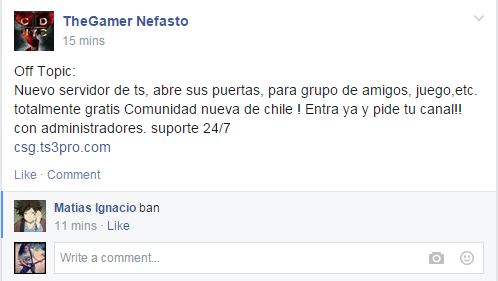 TheGamer Nefasto
15 mins
Off Topic:
Nuevo servidor de ts, abre sus puertas, para grupo de amigos, juego,etc.
totalmente gratis Comunidad nueva de chile ! Entra ya y pide tu canal!!
con administradores. suporte 24/7
csg.ts3pro.com
Like · Comment
Matias Ignacio ban
11 mins · Like
Write a comment...